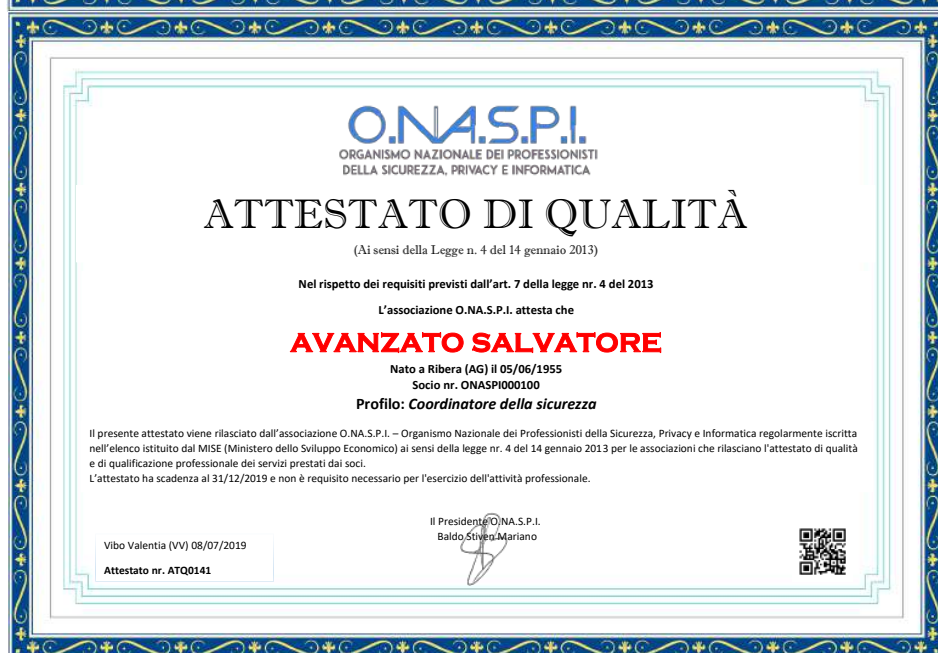 O.NA.S.P.I.
ORGANISMO NAZIONALE DEI PROFESSIONISTI
DELLA SICUREZZA, PRIVACY E INFORMATICA
ATTESTATO DI QUALITÀ
(Ai sensi della Legge n. 4 del 14 gennaio 2013)
Nel rispetto dei requisiti previsti dall'art. 7 della legge nr. 4 del 2013
L'associazione O.NA.S.P.I. attesta che
AVANZATO SALVATORE
Nato a Ribera (AG) il 05/06/1955
Socio nr. ONASPI000100
Profilo: Coordinatore della sicurezza
Il presente attestato viene rilasciato dall'associazione O.NA.S.P.I. – Organismo Nazionale dei Professionisti della Sicurezza, Privacy e Informatica regolarmente iscritta
nell'elenco istituito dal MISE (Ministero dello Sviluppo Economico) ai sensi della legge nr. 4 del 14 gennaio 2013 per le associazioni che rilasciano l'attestato di qualità
e di qualificazione professionale dei servizi prestati dai soci.
L'attestato ha scadenza al 31/12/2019 e non è requisito necessario per l'esercizio dell'attività professionale.
Il Presidente O.NA.S.P.I.
Baldo Stiven Mariano
Vibo Valentia (VV) 08/07/2019
Attestato nr. ATQ0141